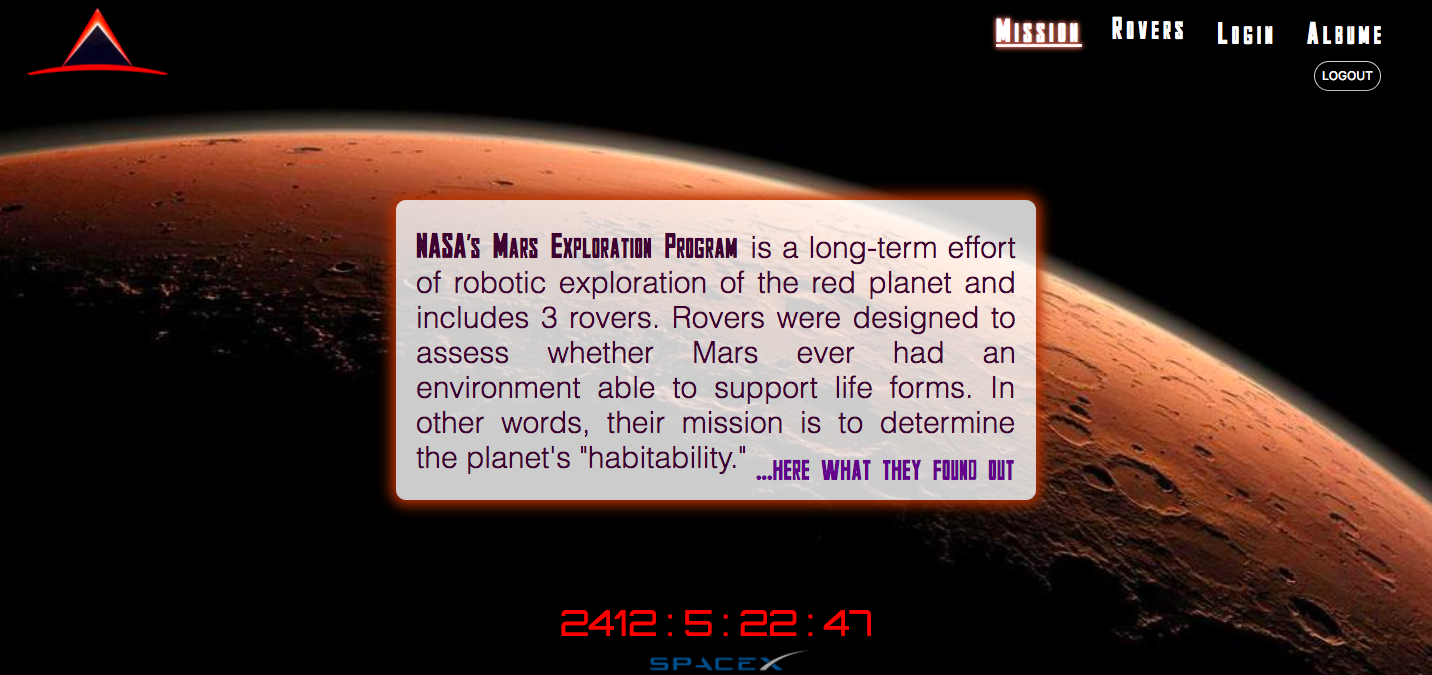 Mission Rovers Login Albume
LOGOUT
NASA's Mars Exploration Program is a long-term effort
of robotic exploration of the red planet and
includes 3 rovers. Rovers were designed to
assess whether Mars ever had an
environment able to support life forms. In
other words, their mission is to determine
the planet's "habitability."
...HERE WHAT THEY FOUND OUT
2412 : 5 : 22 : 47
SPACEX